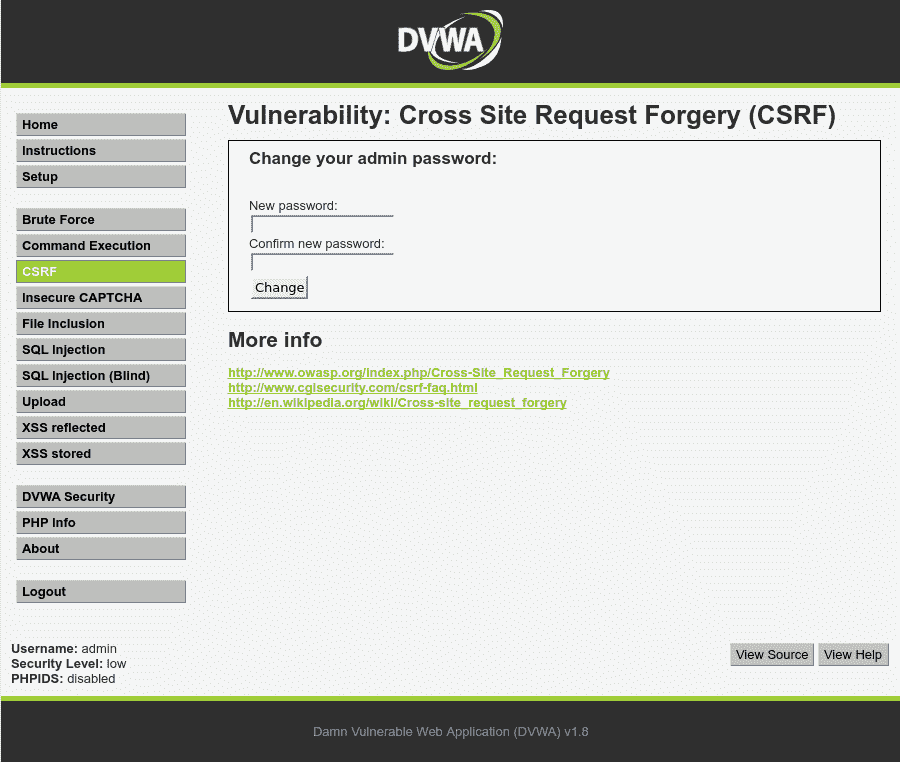 DVWA
Home
Instructions
Setup
Brute Force
Command Execution
CSRF
Insecure CAPTCHA
File Inclusion
SQL Injection
SQL Injection (Blind)
Upload
XSS reflected
XSS stored
DVWA Security
PHP Info
About
Logout
Vulnerability: Cross Site Request Forgery (CSRF)
Change your admin password:
New password:
Confirm new password:
Change
More info
http://www.owasp.org/index.php/Cross-Site_Request_Forgery
http://www.cgisecurity.com/csrf-faq.html
http://en.wikipedia.org/wiki/Cross-site_request_forgery
Username: admin
Security Level: low
PHPIDS: disabled
View Source View Help
Damn Vulnerable Web Application (DVWA) v1.8